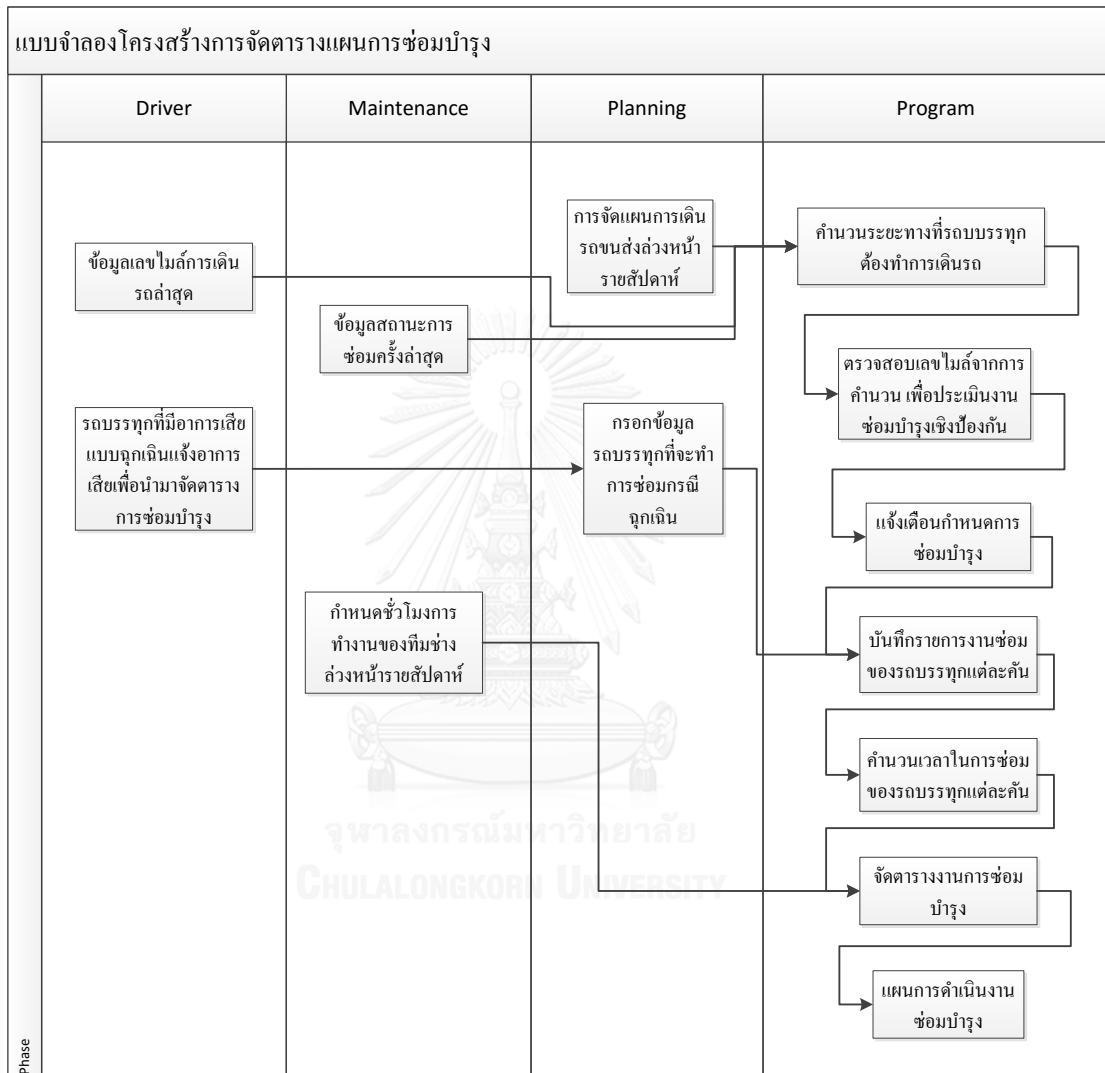 แบบจำลองโครงสร้างการจัดตารางแผนการซ่อมบำรุง
Driver
Maintenance
Planning
Program
ข้อมูลเลขไมล์การเดิน
รถล่าสุด
รถบรรทุกที่มีอาการเสีย
แบบฉุกเฉินแจ้งอาการ
เสียเพื่อนำมาจัดตาราง
การซ่อมบำรุง
ข้อมูลสถานะการ
ซ่อมครั้งล่าสุด
กำหนดชั่วโมงการ
ทำงานของทีมช่าง
ล่วงหน้ารายสัปดาห์
การจัดแผนการเดิน
รถขนส่งล่วงหน้า
รายสัปดาห์
กรอกข้อมูล
รถบรรทุกที่จะทำ
การซ่อมกรณี
ฉุกเฉิน
คำนวนระยะทางที่รถบบรรทุก
ต้องทำการเดินรถ
ตรวจสอบเลขไมล์จากการ
คำนวน เพื่อประเมินงาน
ซ่อมบำรุงเชิงป้องกัน
แจ้งเตือนกำหนดการ
ซ่อมบำรุง
บันทึกรายการงานซ่อม
ของรถบรรทุกแต่ละคัน
คำนวนเวลาในการซ่อม
ของรถบรรทุกแต่ละคัน
จัดตารางงานการซ่อม
บำรุง
แผนการดำเนินงาน
ซ่อมบำรุง
จุฬาลงกรณ์มหาวิทยาลัย
CHULALONGKORN UNIVERSITY
Phase